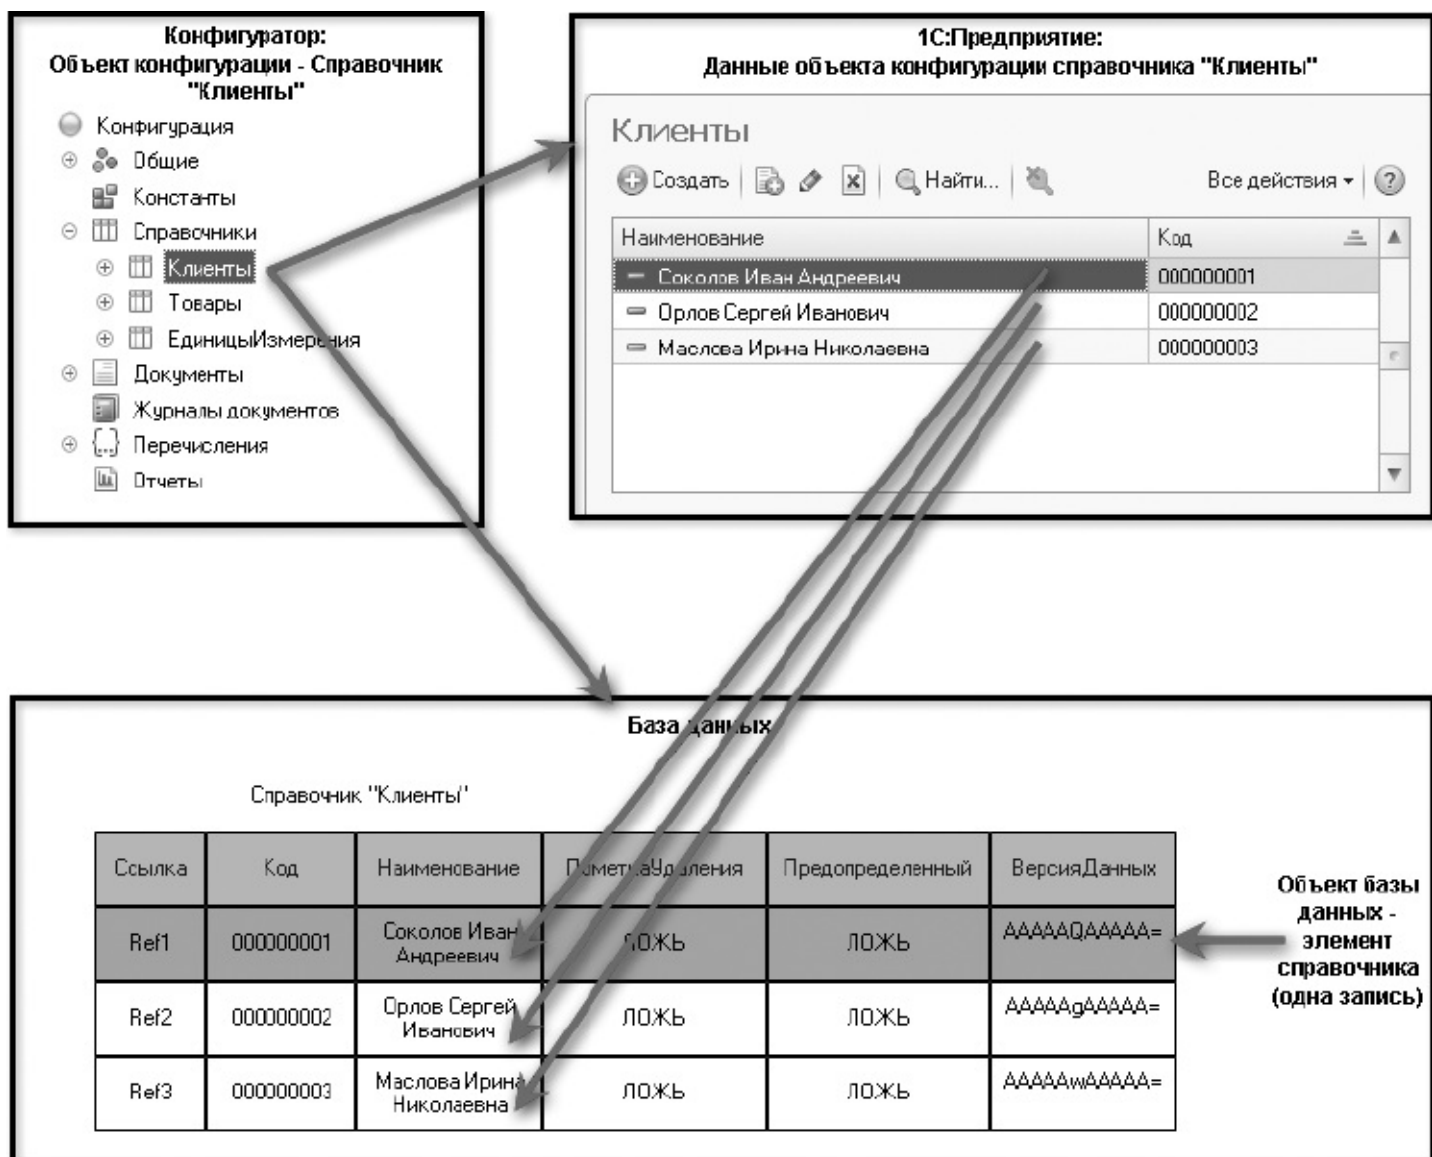 Конфигуратор:
Объект конфигурации - Справочник
"Клиенты"
Конфигурация
Общие
Константы
Справочники
Клиенты
Товары
ЕдиницыИзмерения
Документы
Журналы документов
Перечисления
Отчеты
1С:Предприятие:
Данные объекта конфигурации справочника "Клиенты"
Клиенты
Создать Найти... Все действия ?
Наименование Код
Соколов Иван Андреевич 000000001
Орлов Сергей Иванович 000000002
Маслова Ирина Николаевна 000000003
База данных
Справочник "Клиенты"
Ссылка Код Наименование ПометкаУдаления Предопределенный ВерсияДанных
Ref1 000000001 Соколов Иван Андреевич ЛОЖЬ ЛОЖЬ AAAAAQAAAAA=
Ref2 000000002 Орлов Сергей Иванович ЛОЖЬ ЛОЖЬ AAAAAgAAAAA=
Ref3 000000003 Маслова Ирина Николаевна ЛОЖЬ ЛОЖЬ AAAAAwAAAAA=
Объект базы
данных -
элемент
справочника
(одна запись)